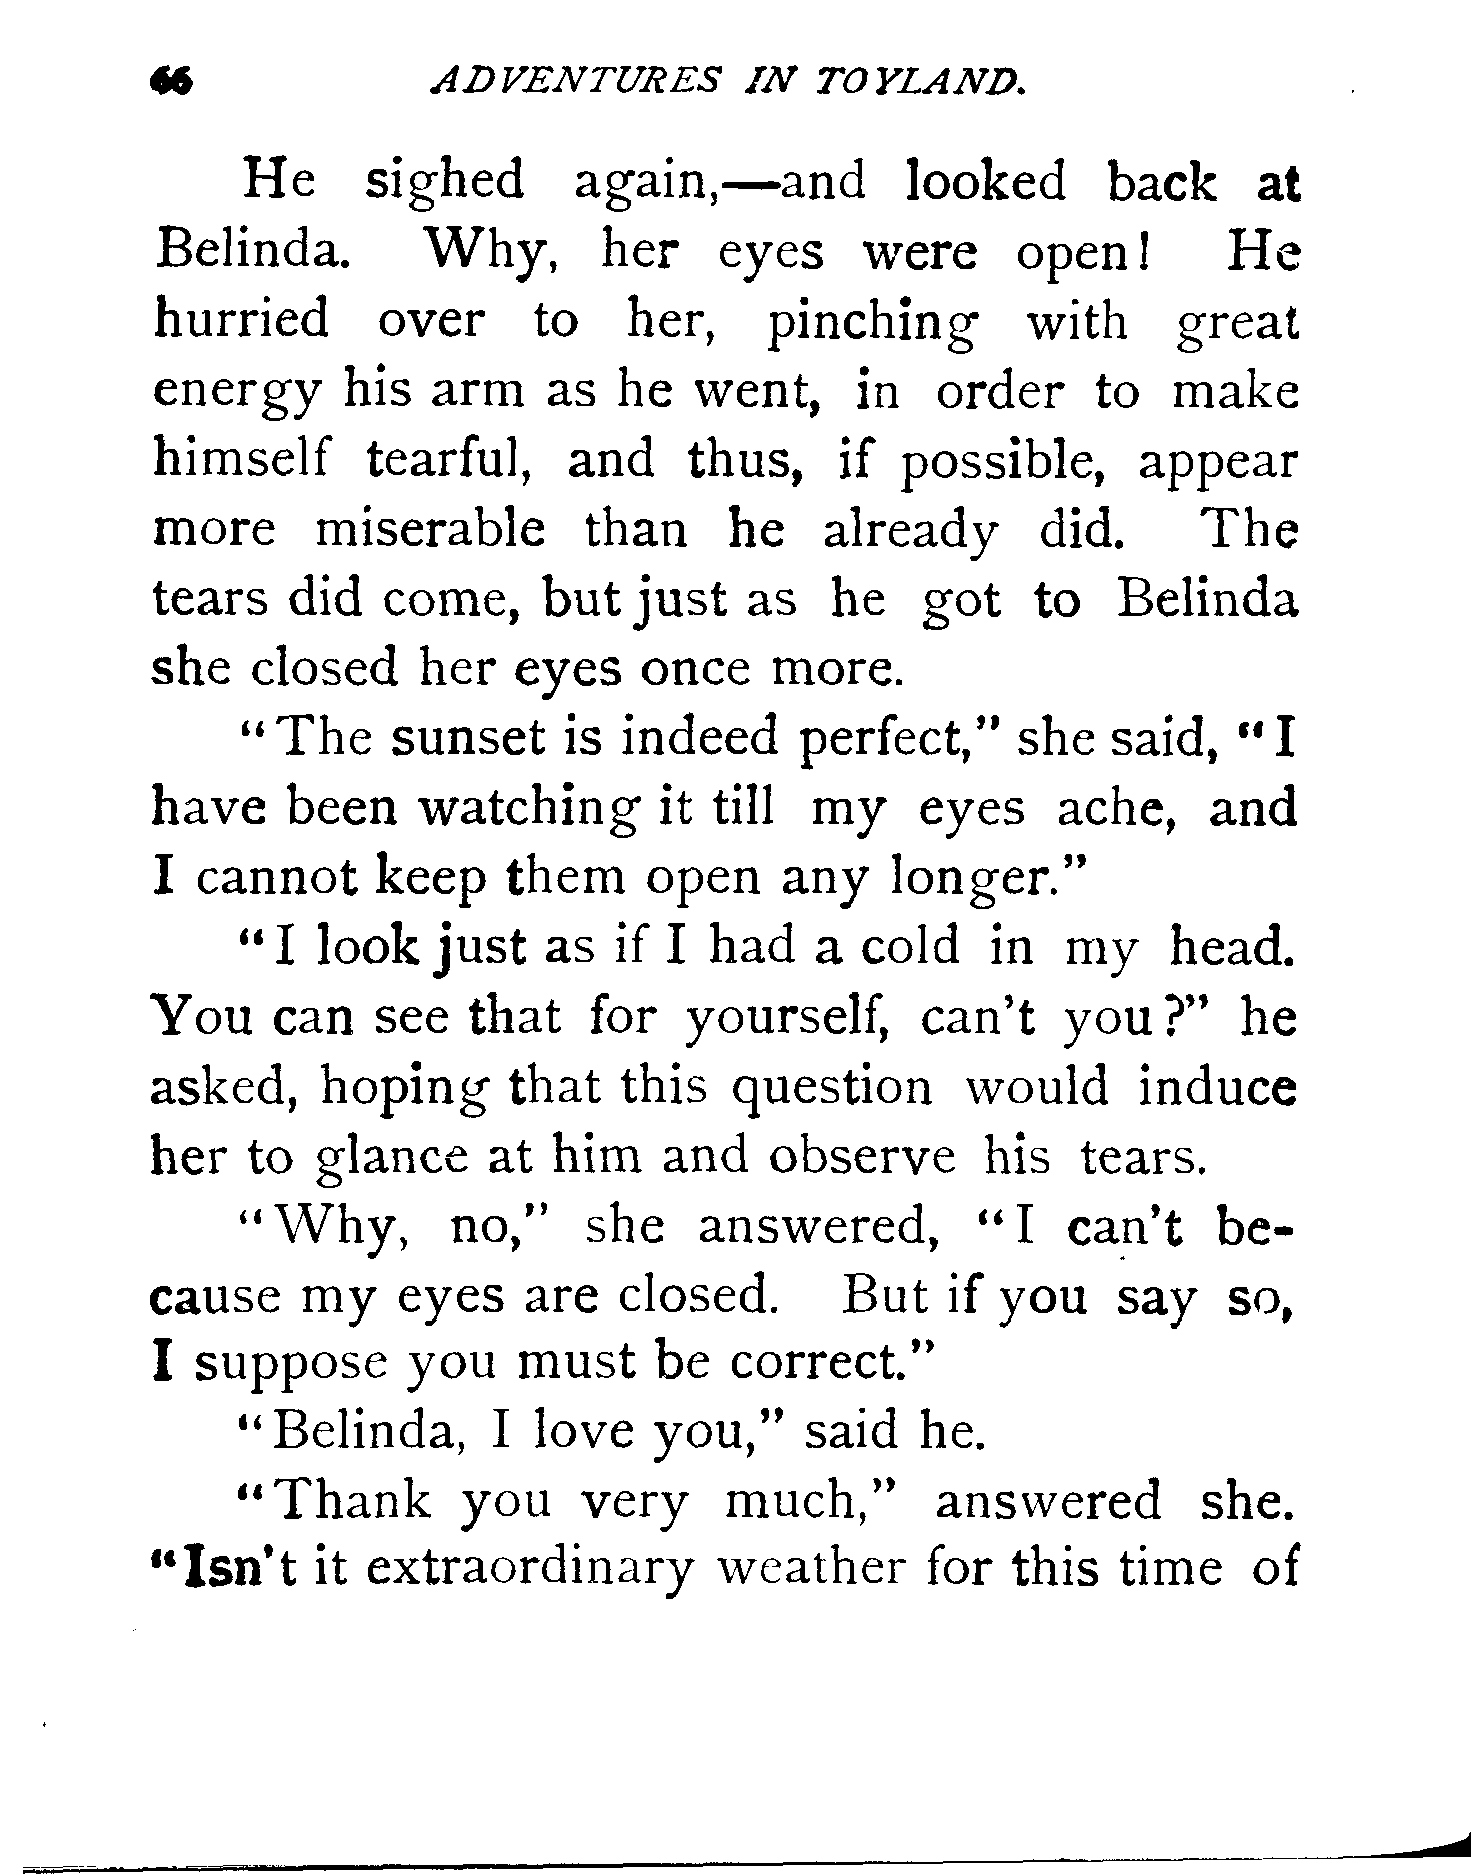 66 ADVENTURES IN TOYLAND.
He sighed again,—and looked back at
Belinda. Why, her eyes were open! He
hurried over to her, pinching with great
energy his arm as he went, in order to make
himself tearful, and thus, if possible, appear
more miserable than he already did. The
tears did come, but just as he got to Belinda
she closed her eyes once more.
"The sunset is indeed perfect," she said, "I
have been watching it till my eyes ache, and
I cannot keep them open any longer."
"I look just as if I had a cold in my head.
You can see that for yourself, can't you?" he
asked, hoping that this question would induce
her to glance at him and observe his tears.
"Why, no," she answered, "I can't be-
cause my eyes are closed. But if you say so,
I suppose you must be correct."
"Belinda, I love you," said he.
"Thank you very much," answered she.
"Isn't it extraordinary weather for this time of